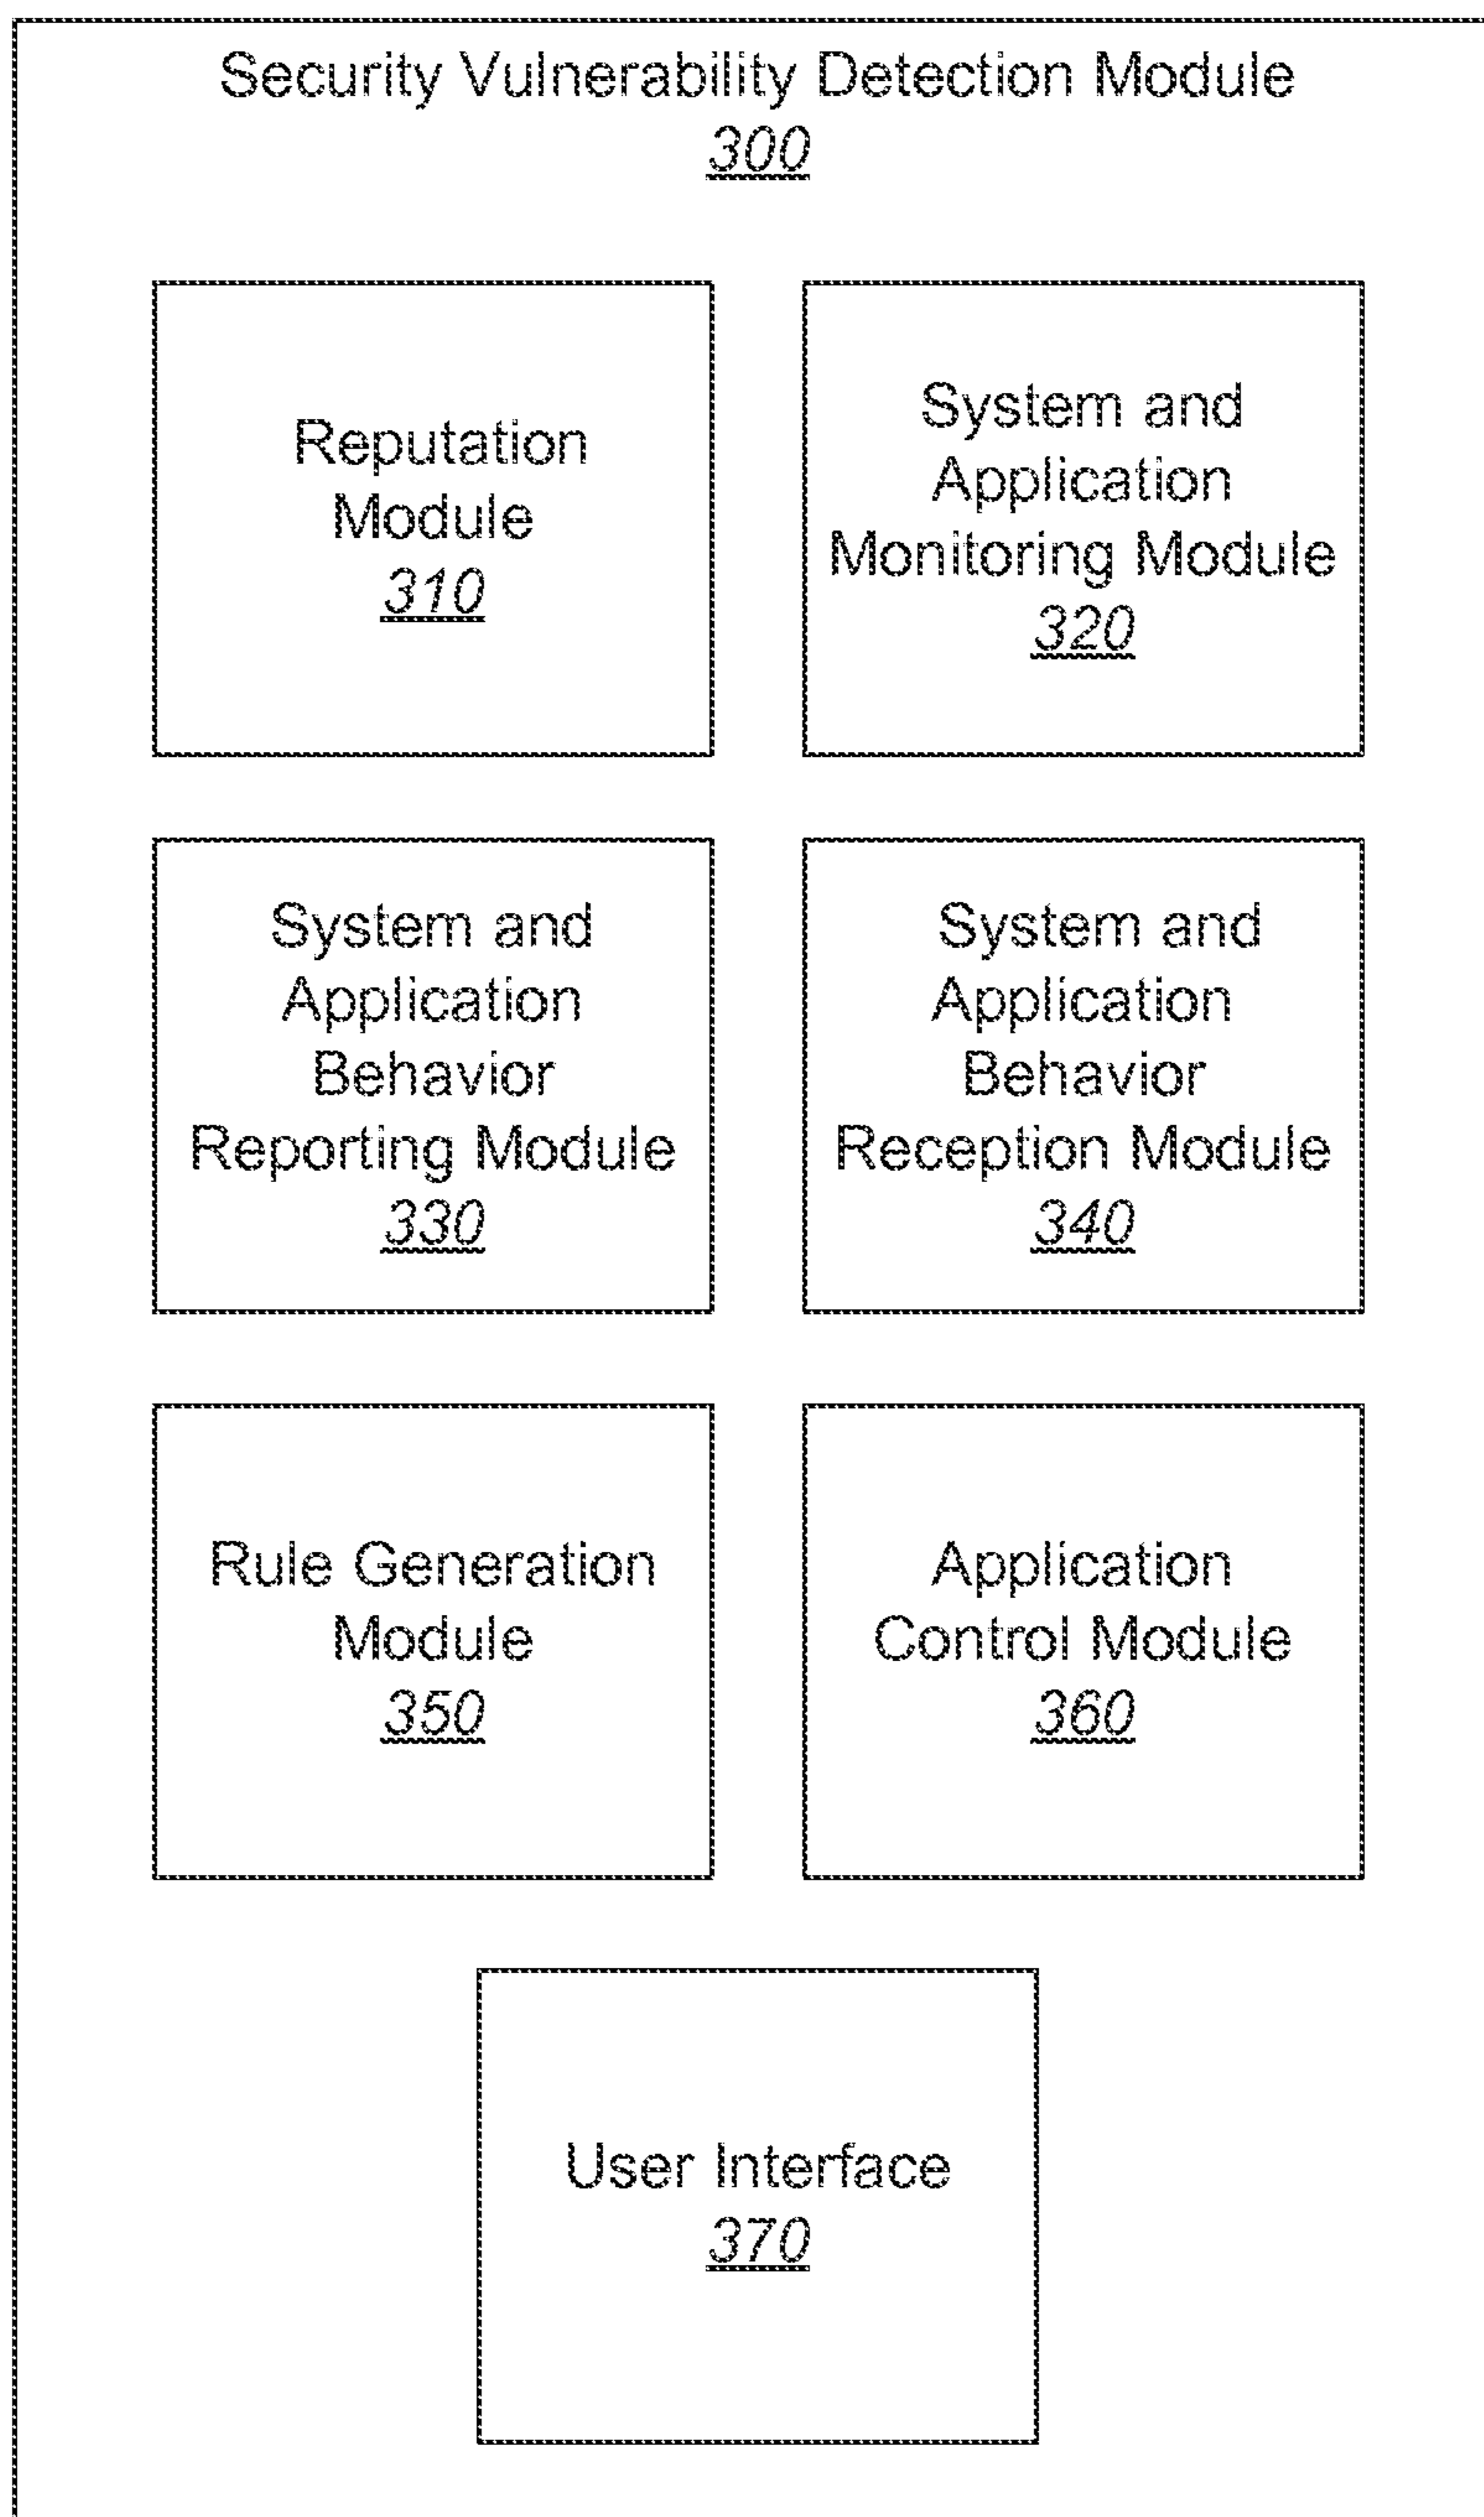 Security Vulnerability Detection Module
300
Reputation
Module
310
System and
Application
Monitoring Module
320
System and
Application
Behavior
Reporting Module
330
System and
Application
Behavior
Reception Module
340
Rule Generation
Module
350
Application
Control Module
360
User Interface
370